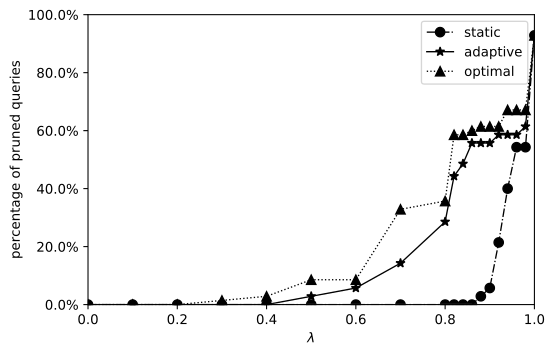 100.0%
80.0%
60.0%
40.0%
20.0%
0.0%
percentage of pruned queries
static
adaptive
optimal
0.0 0.2 0.4 0.6 0.8 1.0
λ